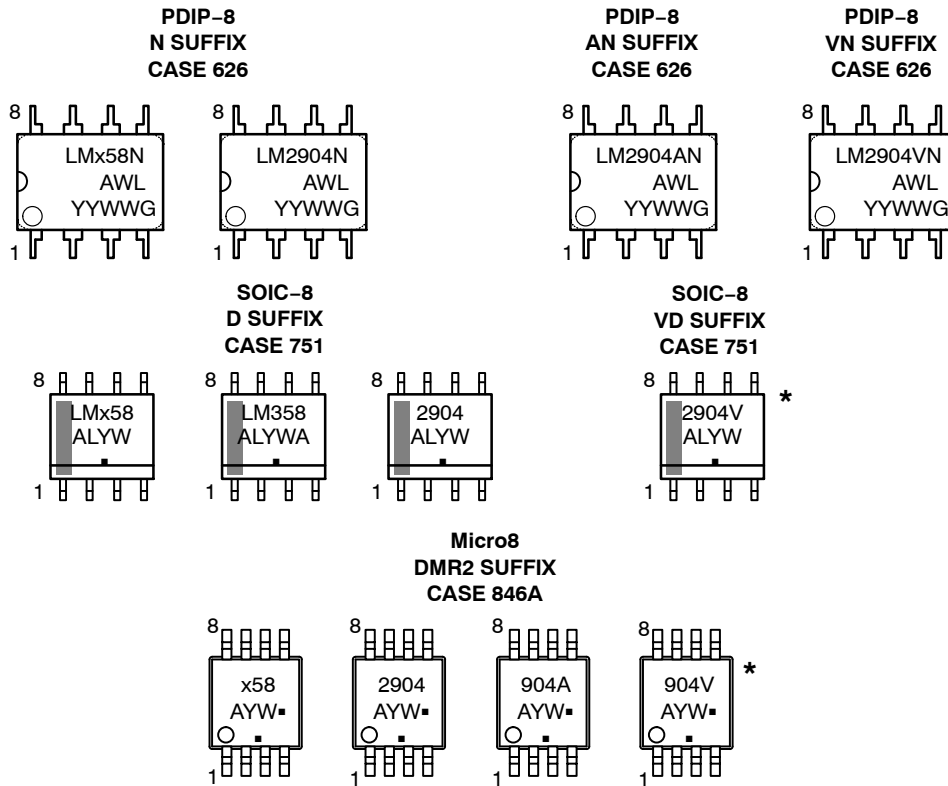 PDIP−8
N SUFFIX
CASE 626
PDIP−8
AN SUFFIX
CASE 626
PDIP−8
VN SUFFIX
CASE 626
8
LMx58N
AWL
YYWWG
1
8
LM2904N
AWL
YYWWG
1
8
LM2904AN
AWL
YYWWG
1
8
LM2904VN
AWL
YYWWG
1
SOIC−8
D SUFFIX
CASE 751
SOIC−8
VD SUFFIX
CASE 751
8
LMx58
ALYW
▪
1
8
LM358
ALYWA
▪
1
8
2904
ALYW
▪
1
8
2904V
ALYW
▪
1
*
Micro8
DMR2 SUFFIX
CASE 846A
8
x58
AYW▪
▪
1
8
2904
AYW▪
▪
1
8
904A
AYW▪
▪
1
8
904V
AYW▪
▪
1
*